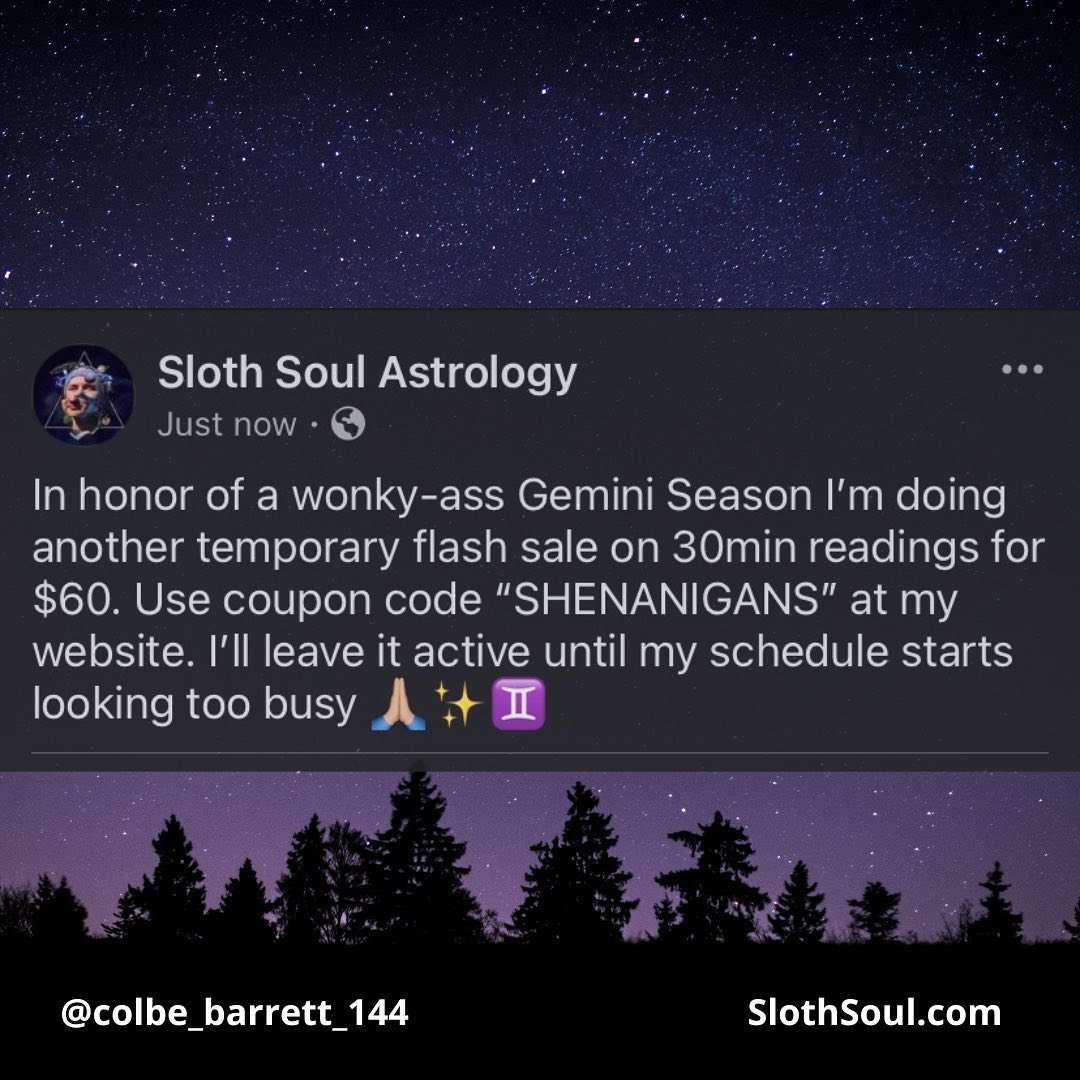 Sloth Soul Astrology
Just now ·
In honor of a wonky-ass Gemini Season I’m doing
another temporary flash sale on 30min readings for
$60. Use coupon code “SHENANIGANS” at my
website. I’ll leave it active until my schedule starts
looking too busy 🙏🏼✨♊
@colbe_barrett_144
SlothSoul.com